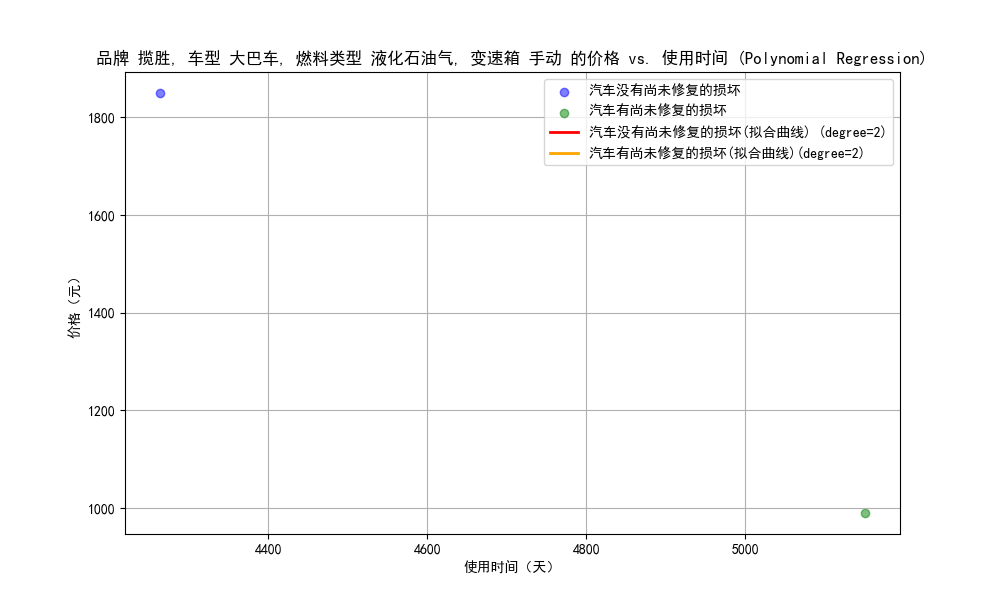 品牌 揽胜, 车型 大巴车, 燃料类型 液化石油气, 变速箱 手动 的价格 vs. 使用时间 (Polynomial Regression)
汽车没有尚未修复的损坏
汽车有尚未修复的损坏
汽车没有尚未修复的损坏(拟合曲线) (degree=2)
汽车有尚未修复的损坏(拟合曲线)(degree=2)
价格（元）
1800
1600
1400
1200
1000
4400 4600 4800 5000
使用时间（天）